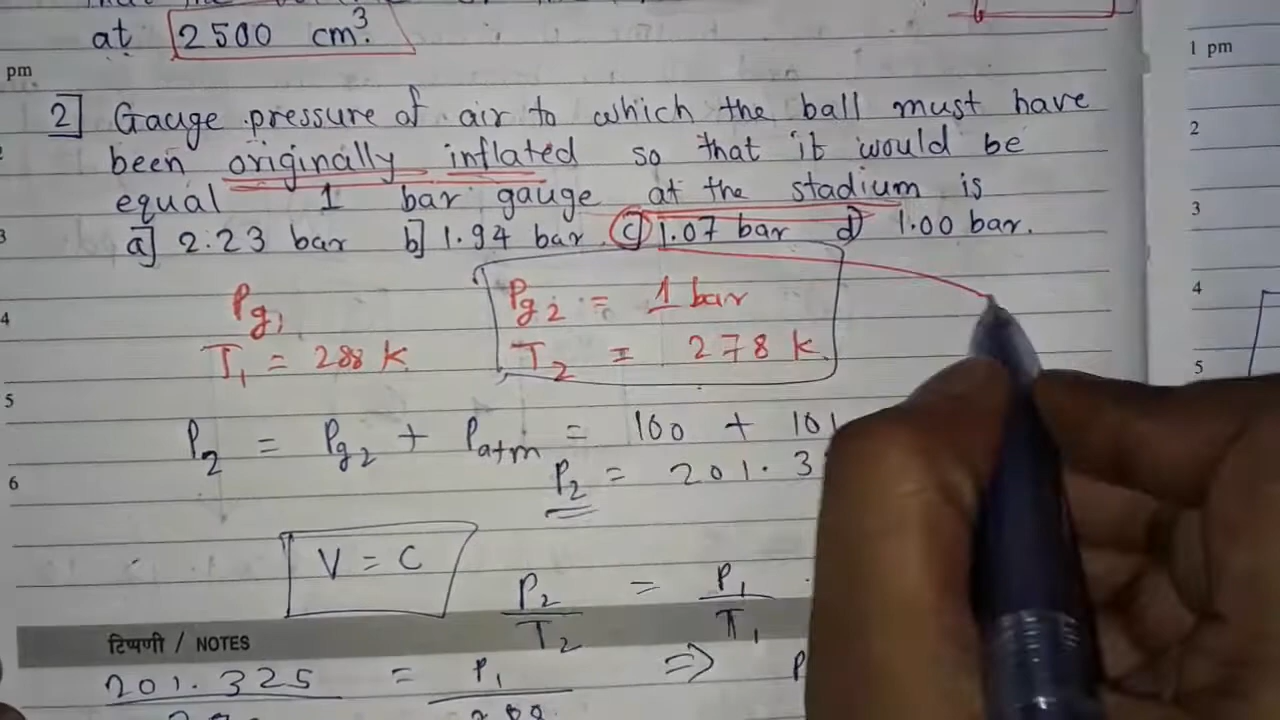 at 2500 cm³.
pm
1 pm
2] Gauge pressure of air to which the ball must have
2
been originally inflated so that it would be
equal 1 bar gauge at the stadium is
3
3
a] 2.23 bar b] 1.94 bar c] 1.07 bar d] 1.00 bar.
Pg1 Pg2 = 1 bar
4
4
T1 = 288 K T2 = 278 K.
5
5
P2 = Pg2 + Patm = 100 + 101
6
P2 = 201.3
V = C
P2/T2 = P1/T1
टिप्पणी / NOTES
201.325 = P1 ⇒ P